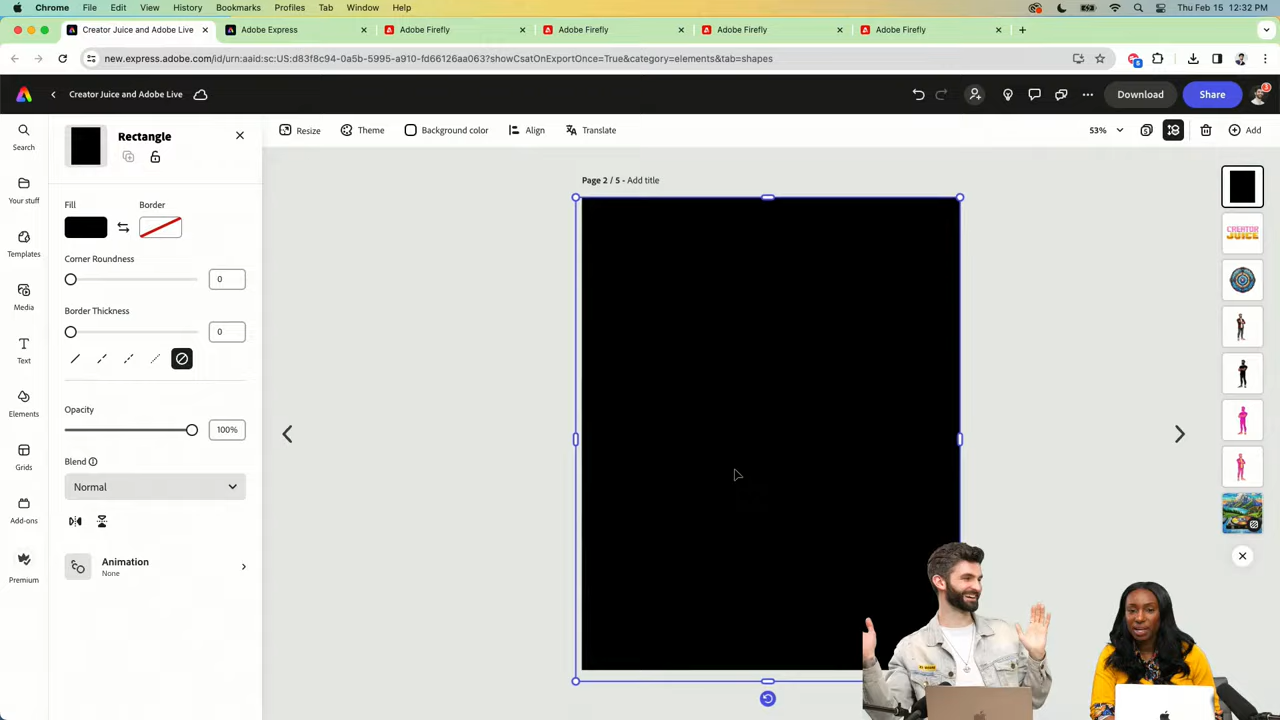 Chrome File Edit View History Bookmarks Profiles Tab Window Help Thu Feb 15 12:32 PM
Creator Juice and Adobe Live Adobe Express Adobe Firefly Adobe Firefly Adobe Firefly Adobe Firefly
new.express.adobe.com/id/urn:aaid:sc:US:d83f8c94-0a5b-5995-a910-fd56126aa063?showCsatOnExportOnce=True&category=elements&tab=shapes
Creator Juice and Adobe Live Download Share
Search
Your stuff
Templates
Media
Text
Elements
Grids
Add-ons
Premium
Rectangle
Fill Border
Corner Roundness
0
Border Thickness
0
Opacity
100%
Blend
Normal
Animation
None
Resize Theme Background color Align Translate 53% Add
Page 2 / 5 - Add title
CREATOR
JUICE